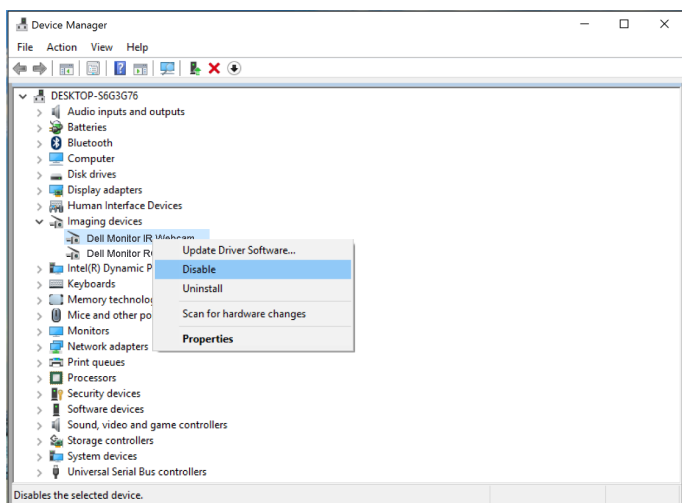 Device Manager
File Action View Help
DESKTOP-S6G3G76
Audio inputs and outputs
Batteries
Bluetooth
Computer
Disk drives
Display adapters
Human Interface Devices
Imaging devices
Dell Monitor IR Webcam
Dell Monitor RG
Update Driver Software...
Disable
Uninstall
Scan for hardware changes
Properties
Intel(R) Dynamic P
Keyboards
Memory technolog
Mice and other po
Monitors
Network adapters
Print queues
Processors
Security devices
Software devices
Sound, video and game controllers
Storage controllers
System devices
Universal Serial Bus controllers
Disables the selected device.